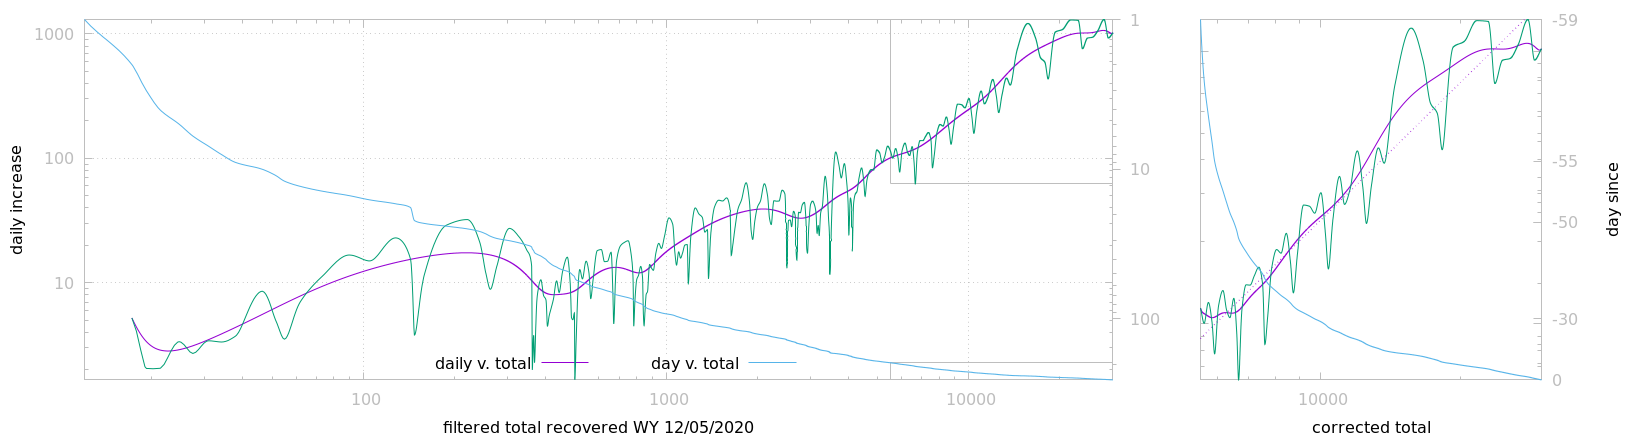 1000
100
10
daily increase
1
10
100
daily v. total
day v. total
100
1000
10000
filtered total recovered WY 12/05/2020
-59
-55
-50
-30
0
day since
10000
corrected total